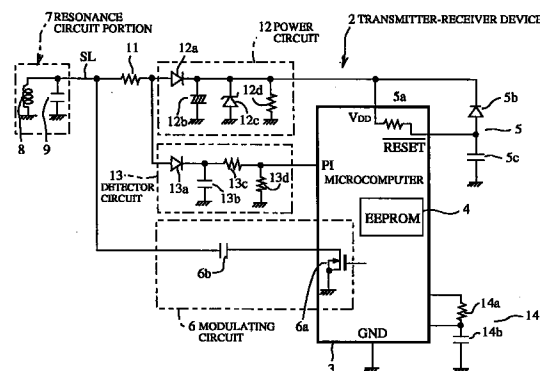 7 RESONANCE
CIRCUIT PORTION
12 POWER
CIRCUIT
2 TRANSMITTER-RECEIVER DEVICE
SL
11
12a
12b
12c
12d
8
9
5a
5b
5
5c
VDD
RESET
13
DETECTOR
CIRCUIT
13a
13b
13c
13d
PI
MICROCOMPUTER
EEPROM
4
6b
6a
6 MODULATING
CIRCUIT
GND
3
14a
14
14b